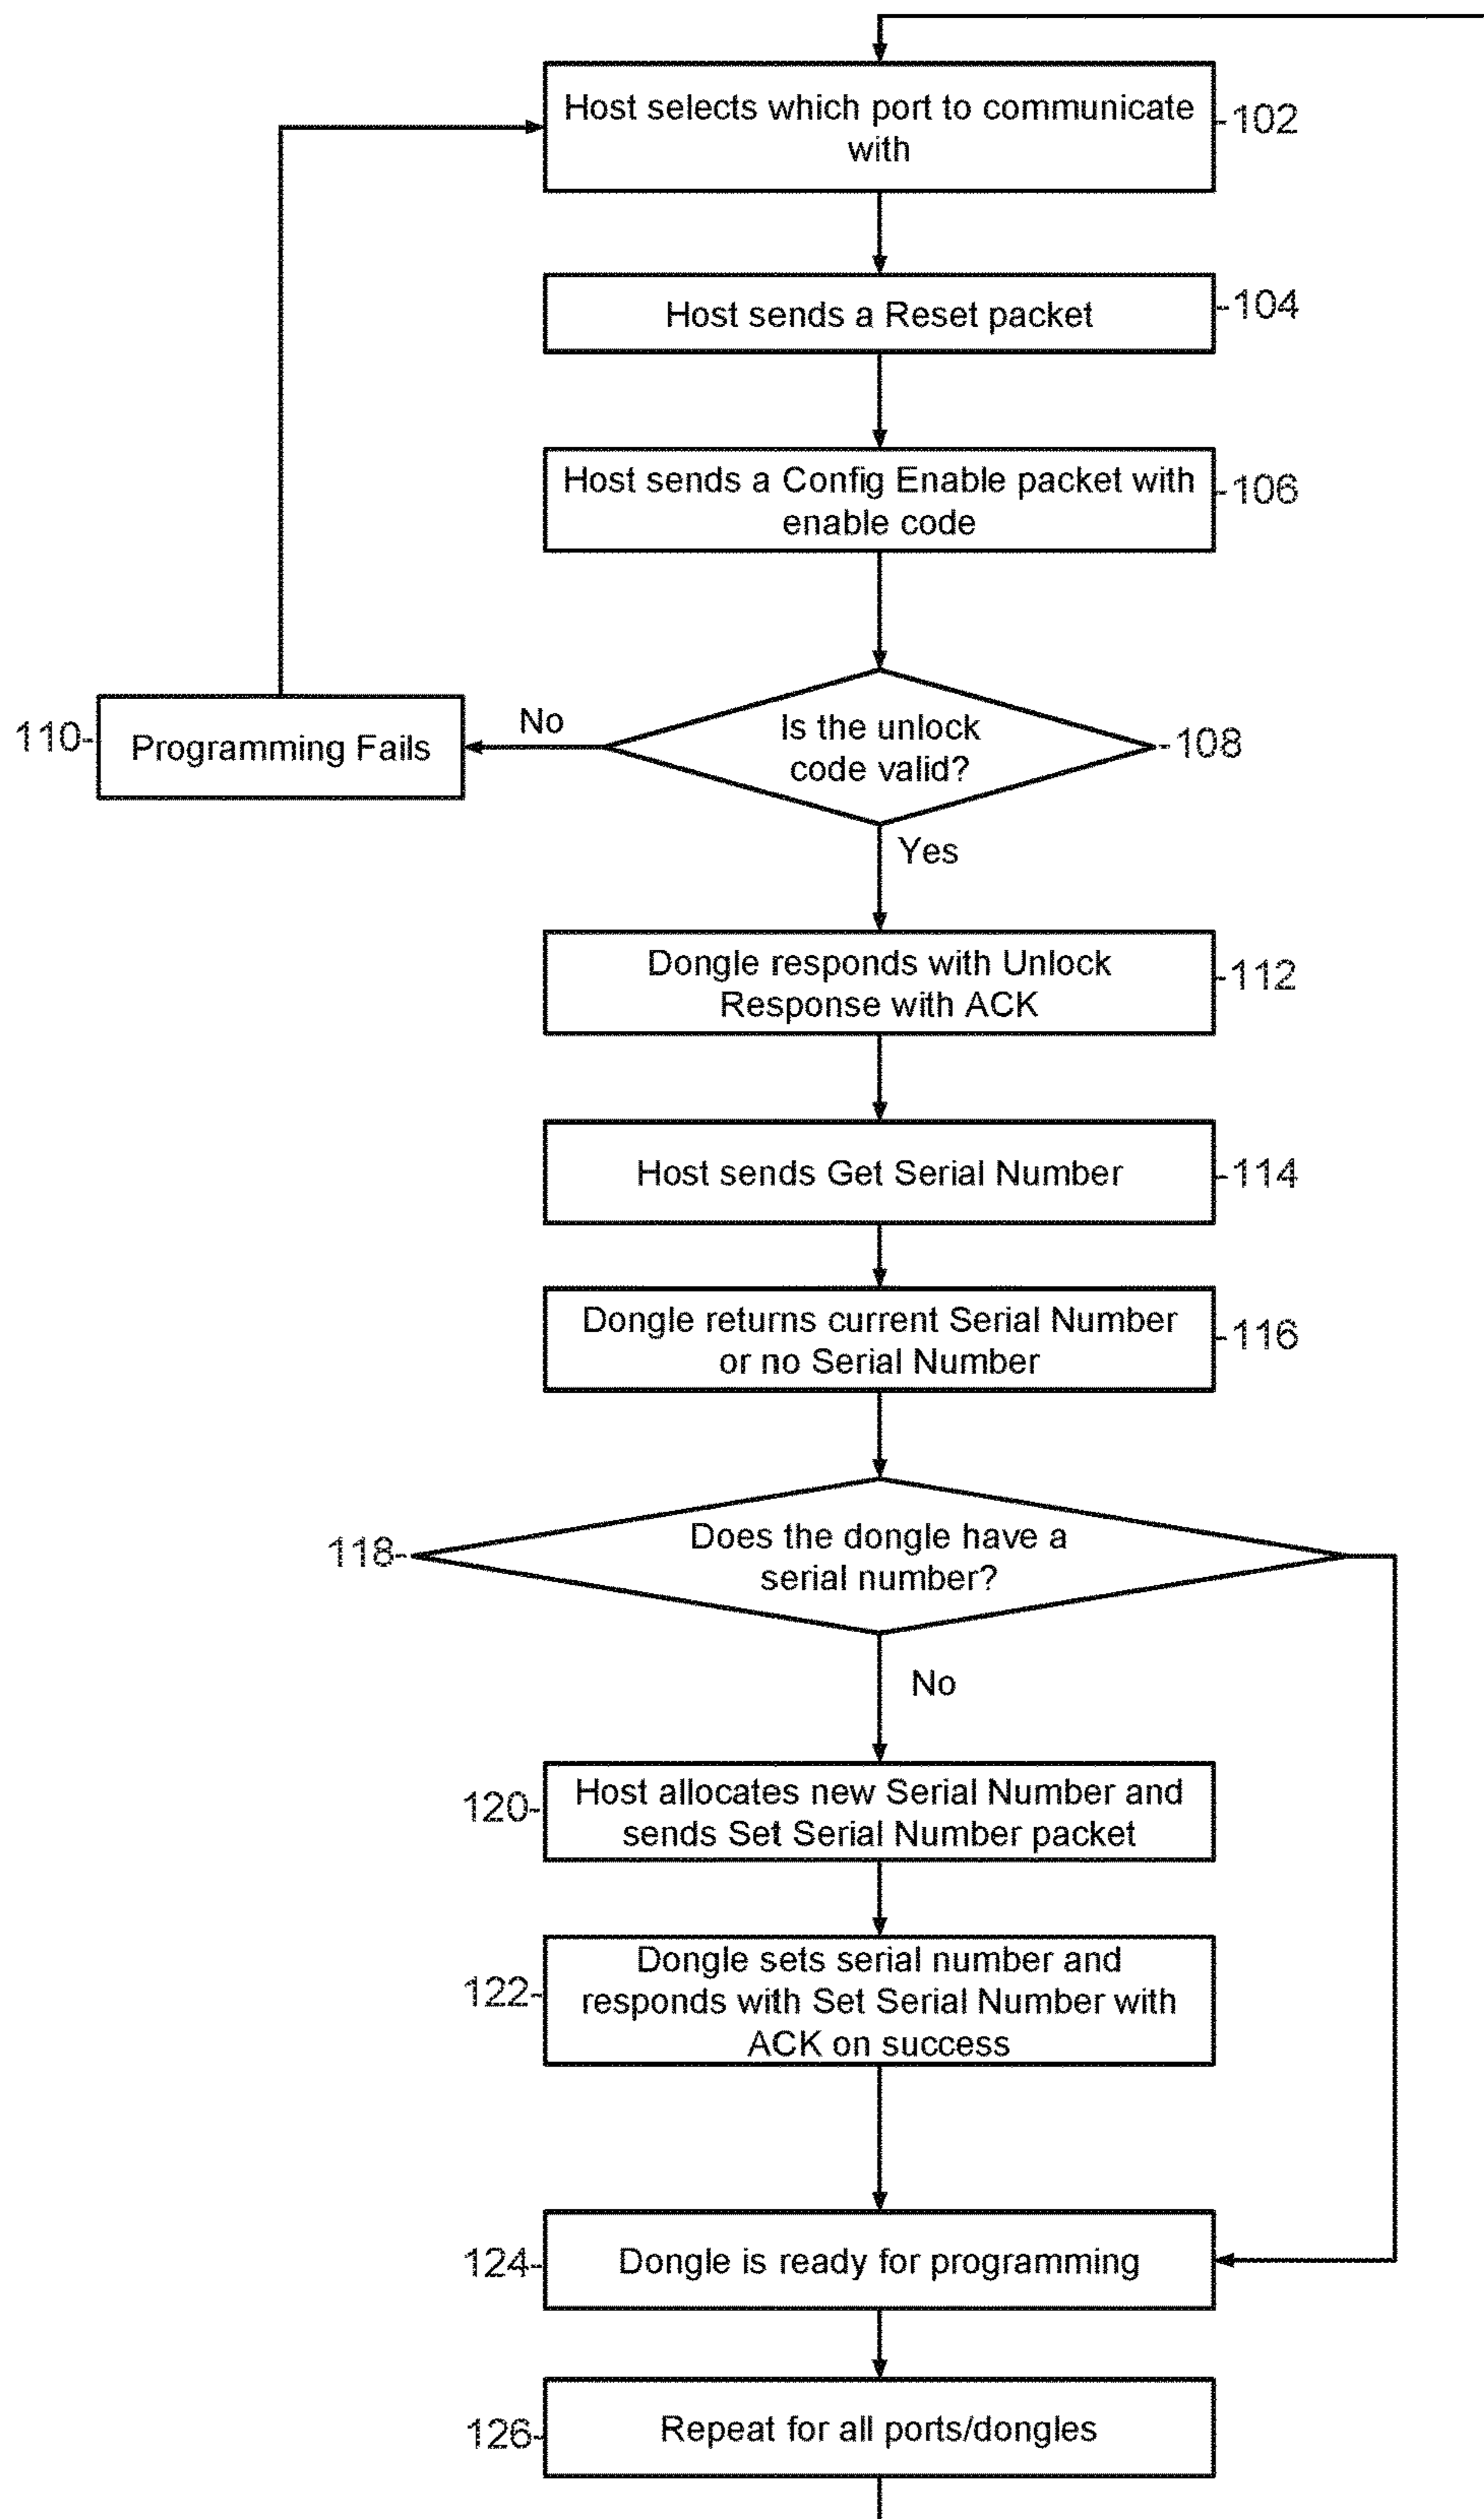 Host selects which port to communicate
with
102
Host sends a Reset packet
104
Host sends a Config Enable packet with
enable code
106
Is the unlock
code valid?
108
No
Programming Fails
110
Yes
Dongle responds with Unlock
Response with ACK
112
Host sends Get Serial Number
114
Dongle returns current Serial Number
or no Serial Number
116
Does the dongle have a
serial number?
118
No
Host allocates new Serial Number and
sends Set Serial Number packet
120
Dongle sets serial number and
responds with Set Serial Number with
ACK on success
122
Dongle is ready for programming
124
Repeat for all ports/dongles
126